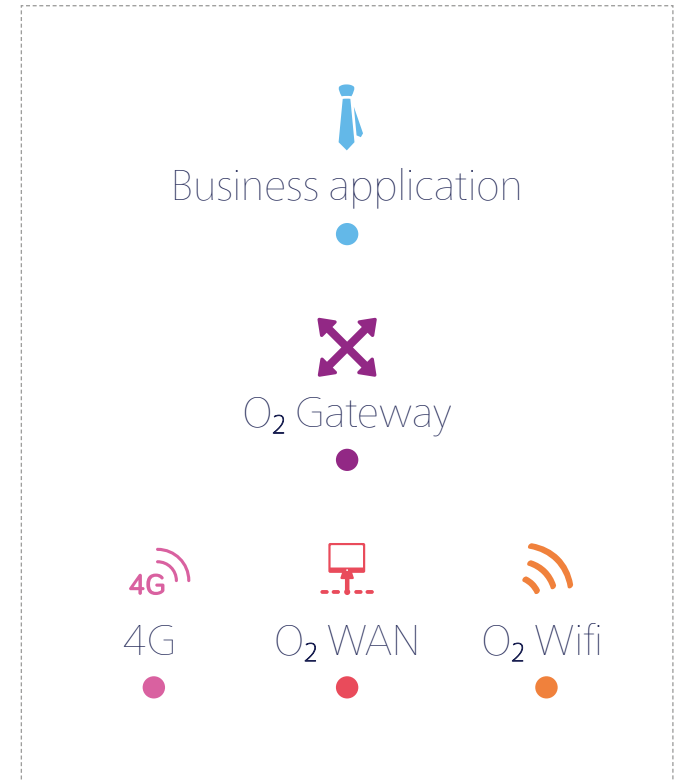 Business application
O₂ Gateway
4G
4G
O₂ WAN
O₂ Wifi